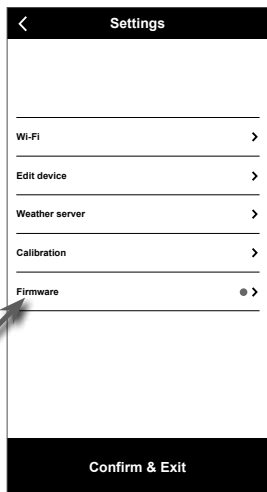 Settings
Wi-Fi
Edit device
Weather server
Calibration
Firmware
Confirm & Exit